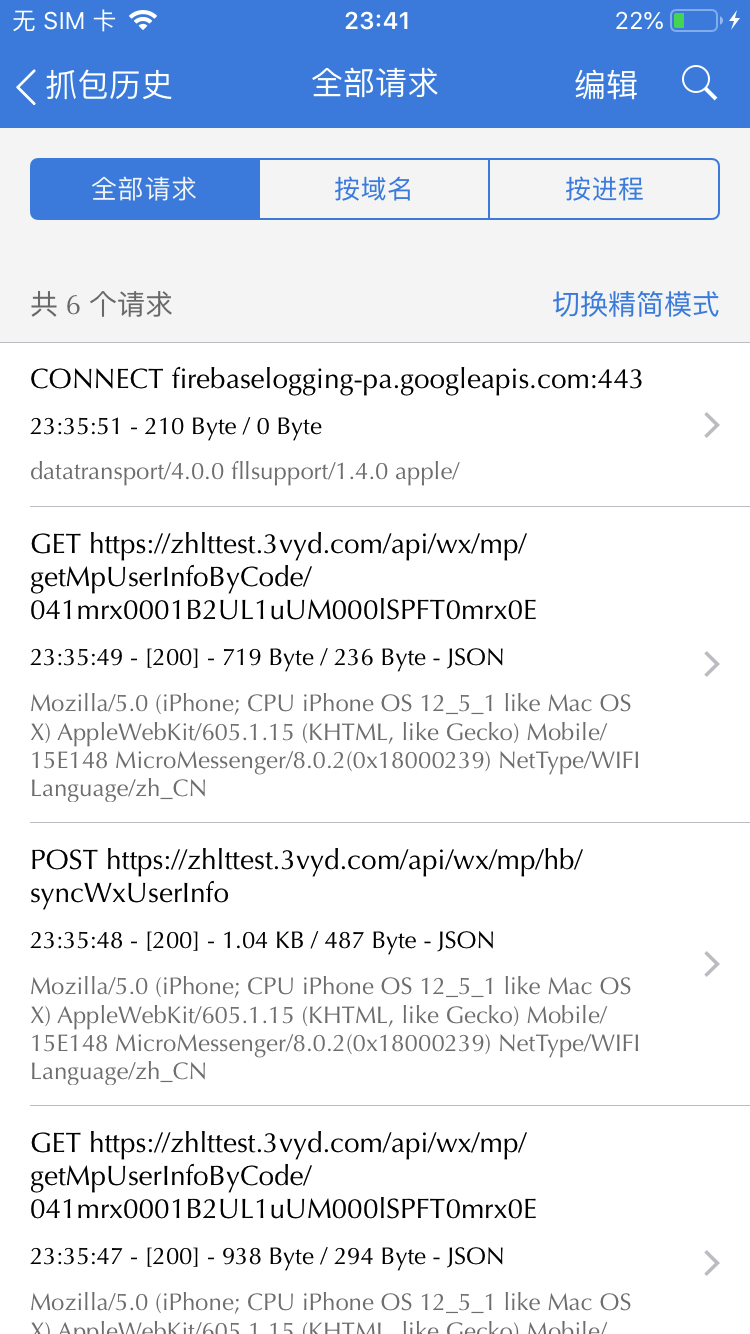 无 SIM 卡 23:41 22%
抓包历史 全部请求 编辑
全部请求 按域名 按进程
共 6 个请求 切换精简模式
CONNECT firebaselogging-pa.googleapis.com:443
23:35:51 - 210 Byte / 0 Byte
datatransport/4.0.0 fllsupport/1.4.0 apple/
GET https://zhlttest.3vyd.com/api/wx/mp/
getMpUserInfoByCode/
041mrx0001B2UL1uUM000lSPFT0mrx0E
23:35:49 - [200] - 719 Byte / 236 Byte - JSON
Mozilla/5.0 (iPhone; CPU iPhone OS 12_5_1 like Mac OS
X) AppleWebKit/605.1.15 (KHTML, like Gecko) Mobile/
15E148 MicroMessenger/8.0.2(0x18000239) NetType/WIFI
Language/zh_CN
POST https://zhlttest.3vyd.com/api/wx/mp/hb/
syncWxUserInfo
23:35:48 - [200] - 1.04 KB / 487 Byte - JSON
Mozilla/5.0 (iPhone; CPU iPhone OS 12_5_1 like Mac OS
X) AppleWebKit/605.1.15 (KHTML, like Gecko) Mobile/
15E148 MicroMessenger/8.0.2(0x18000239) NetType/WIFI
Language/zh_CN
GET https://zhlttest.3vyd.com/api/wx/mp/
getMpUserInfoByCode/
041mrx0001B2UL1uUM000lSPFT0mrx0E
23:35:47 - [200] - 938 Byte / 294 Byte - JSON
Mozilla/5.0 (iPhone; CPU iPhone OS 12_5_1 like Mac OS
X) AppleWebKit/605.1.15 (KHTML, like Gecko) Mobile/